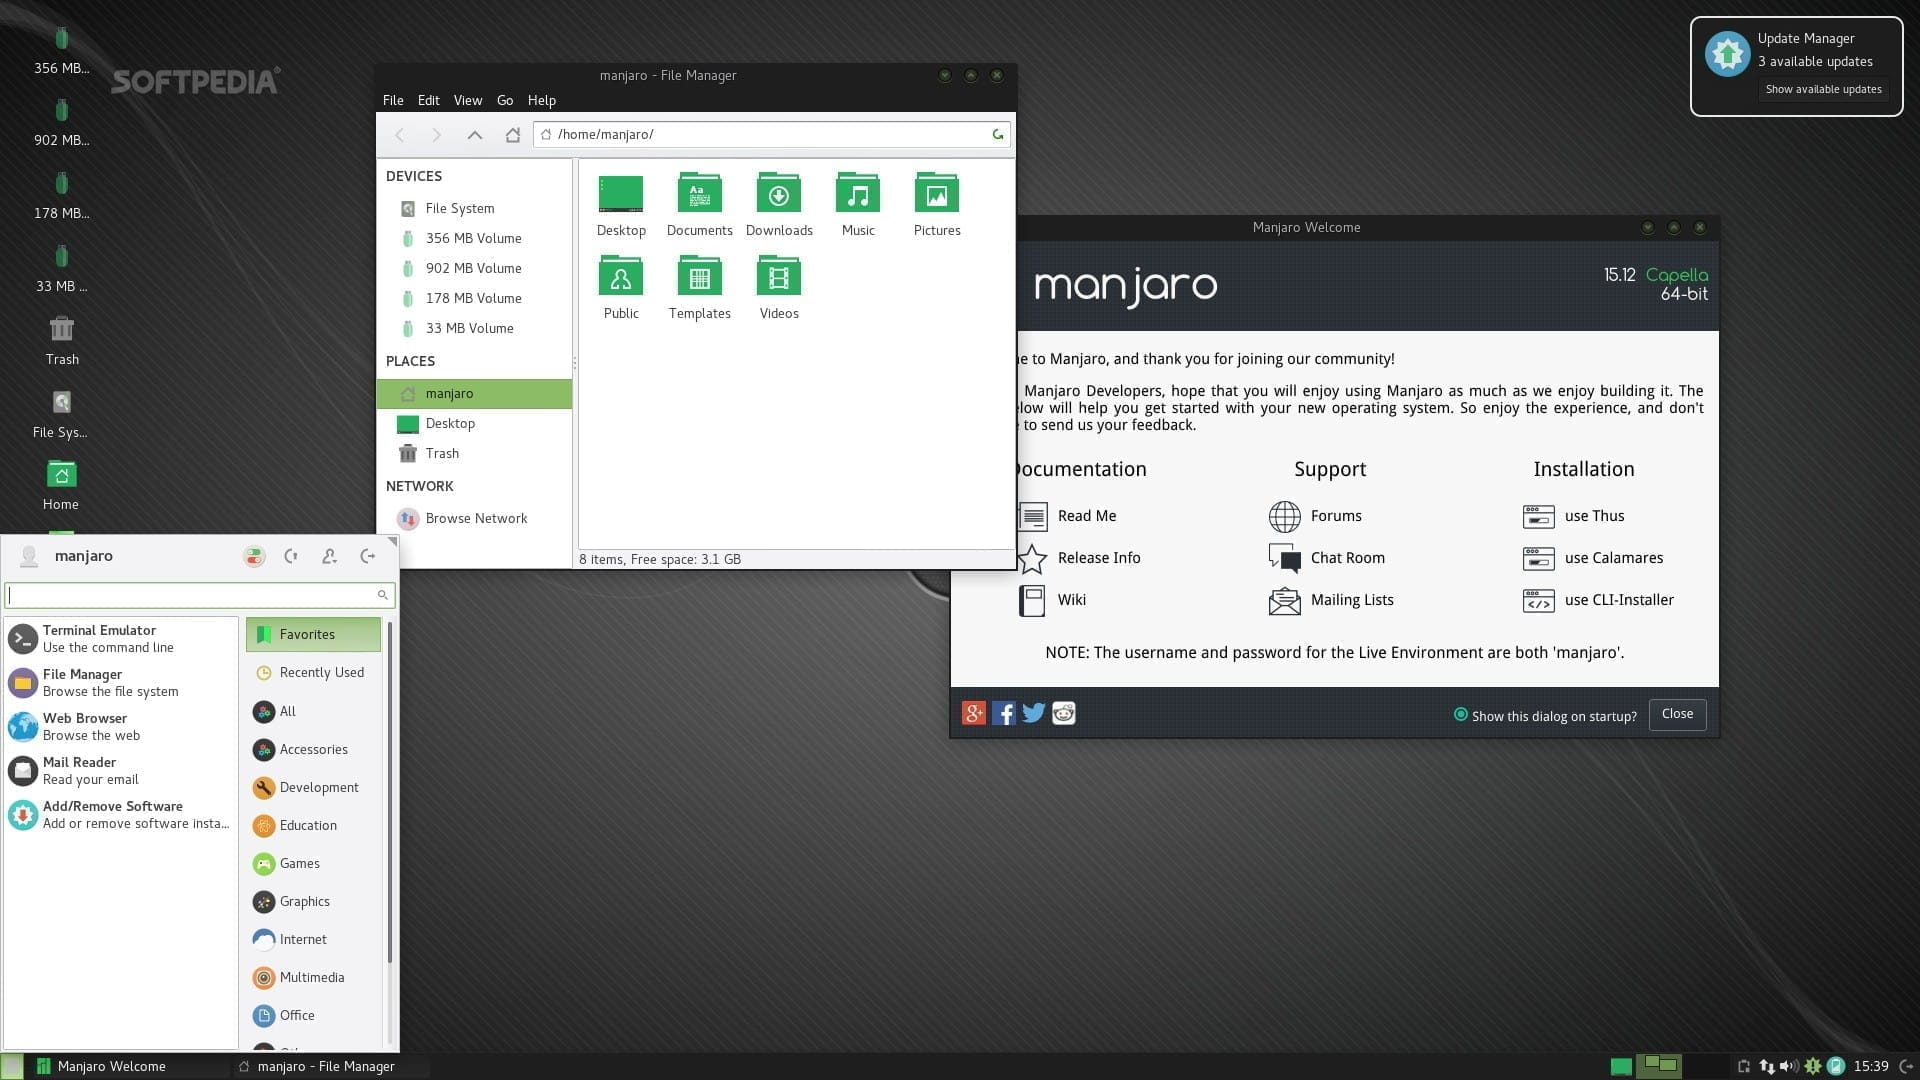 356 MB...
902 MB...
178 MB...
33 MB ...
Trash
File Sys...
Home
SOFTPEDIA®
manjaro - File Manager
File Edit View Go Help
/home/manjaro/
DEVICES
File System
356 MB Volume
902 MB Volume
178 MB Volume
33 MB Volume
PLACES
manjaro
Desktop
Trash
NETWORK
Browse Network
Desktop Documents Downloads Music Pictures
Public Templates Videos
8 items, Free space: 3.1 GB
Update Manager
3 available updates
Show available updates
Manjaro Welcome
manjaro
15.12 Capella
64-bit
e to Manjaro, and thank you for joining our community!
Manjaro Developers, hope that you will enjoy using Manjaro as much as we enjoy building it. The
low will help you get started with your new operating system. So enjoy the experience, and don't
to send us your feedback.
Documentation
Read Me
Release Info
Wiki
Support
Forums
Chat Room
Mailing Lists
Installation
use Thus
use Calamares
use CLI-Installer
NOTE: The username and password for the Live Environment are both 'manjaro'.
Show this dialog on startup?
Close
manjaro
Terminal Emulator
Use the command line
File Manager
Browse the file system
Web Browser
Browse the web
Mail Reader
Read your email
Add/Remove Software
Add or remove software insta...
Favorites
Recently Used
All
Accessories
Development
Education
Games
Graphics
Internet
Multimedia
Office
Manjaro Welcome
manjaro - File Manager
15:39